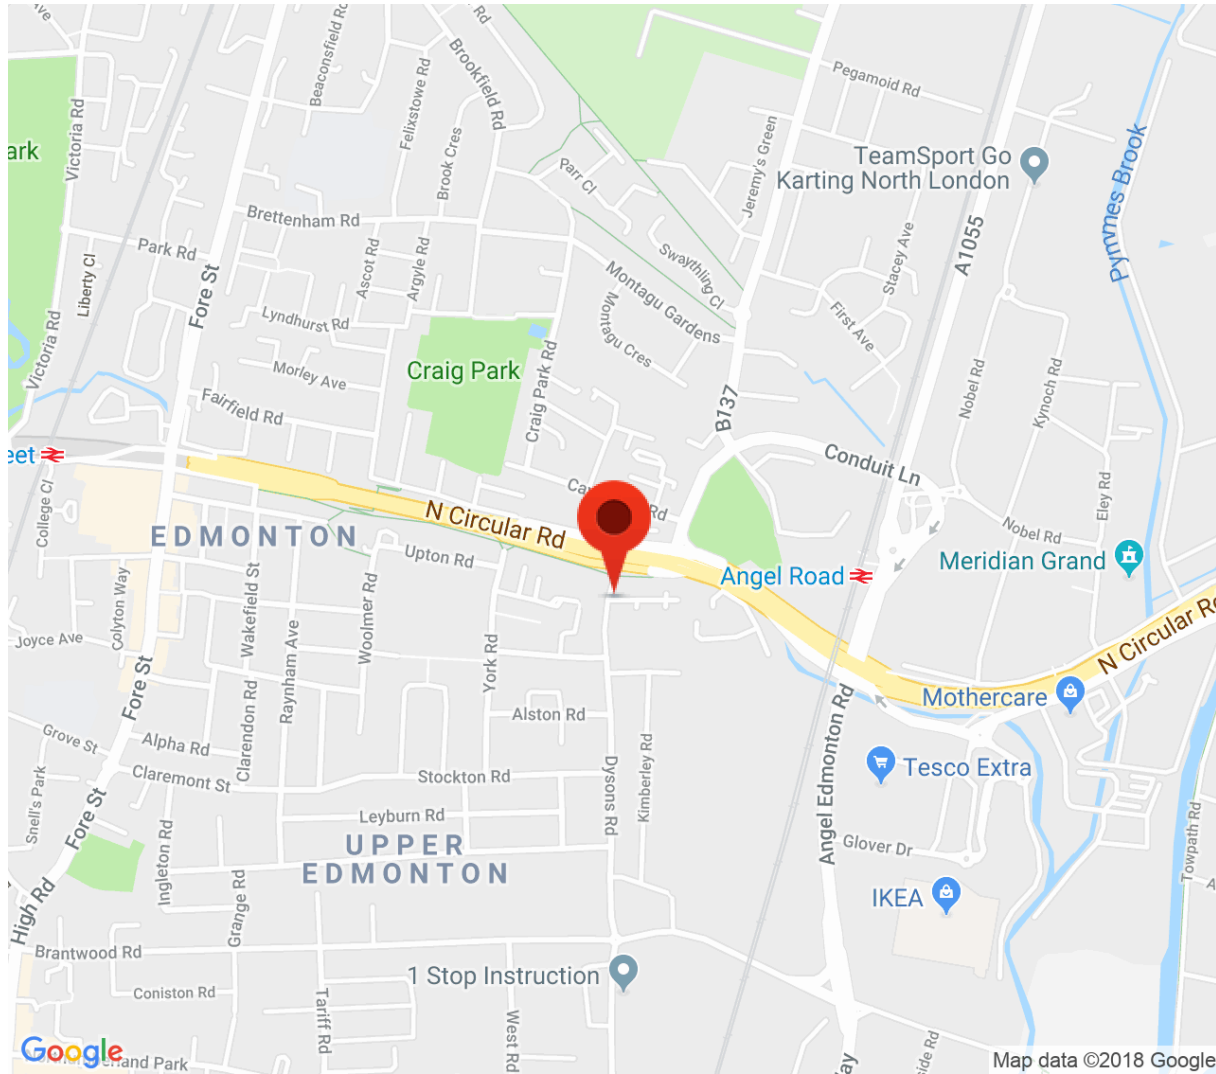 Beaconsfield Rd
Felixstowe Rd
Brookfield Rd
Pegamoid Rd
Victoria Rd
ark
Brook Cres
Parr Cl
Jeremy's Green
TeamSport Go
Karting North London
Pymmes Brook
Brettenham Rd
Park Rd
Liberty Cl
Fore St
Ascot Rd
Argyle Rd
Swaythling Cl
Stacey Ave
A1055
Montagu Gardens
Montagu Cres
Lyndhurst Rd
First Ave
Victoria Rd
Morley Ave
Craig Park
Craig Park Rd
Nobel Rd
Kynoch Rd
Fairfield Rd
B137
Conduit Ln
eet
College Cl
N Circular Rd
Rd
Eley Rd
Nobel Rd
EDMONTON
Upton Rd
Angel Road
Meridian Grand
Colyton Way
Wakefield St
Woolmer Rd
Joyce Ave
Raynham Ave
York Rd
N Circular Rd
Fore St
Clarendon Rd
Alston Rd
Mothercare
Grove St
Alpha Rd
Angel Edmonton Rd
Kimberley Rd
Dysons Rd
Claremont St
Stockton Rd
Tesco Extra
Snell's Park
Fore St
Leyburn Rd
Glover Dr
Towpath Rd
UPPER
EDMONTON
Ingleton Rd
Grange Rd
IKEA
High Rd
Brantwood Rd
1 Stop Instruction
Coniston Rd
Tariff Rd
West Rd
Google
erland Park
side Rd
Map data ©2018 Google